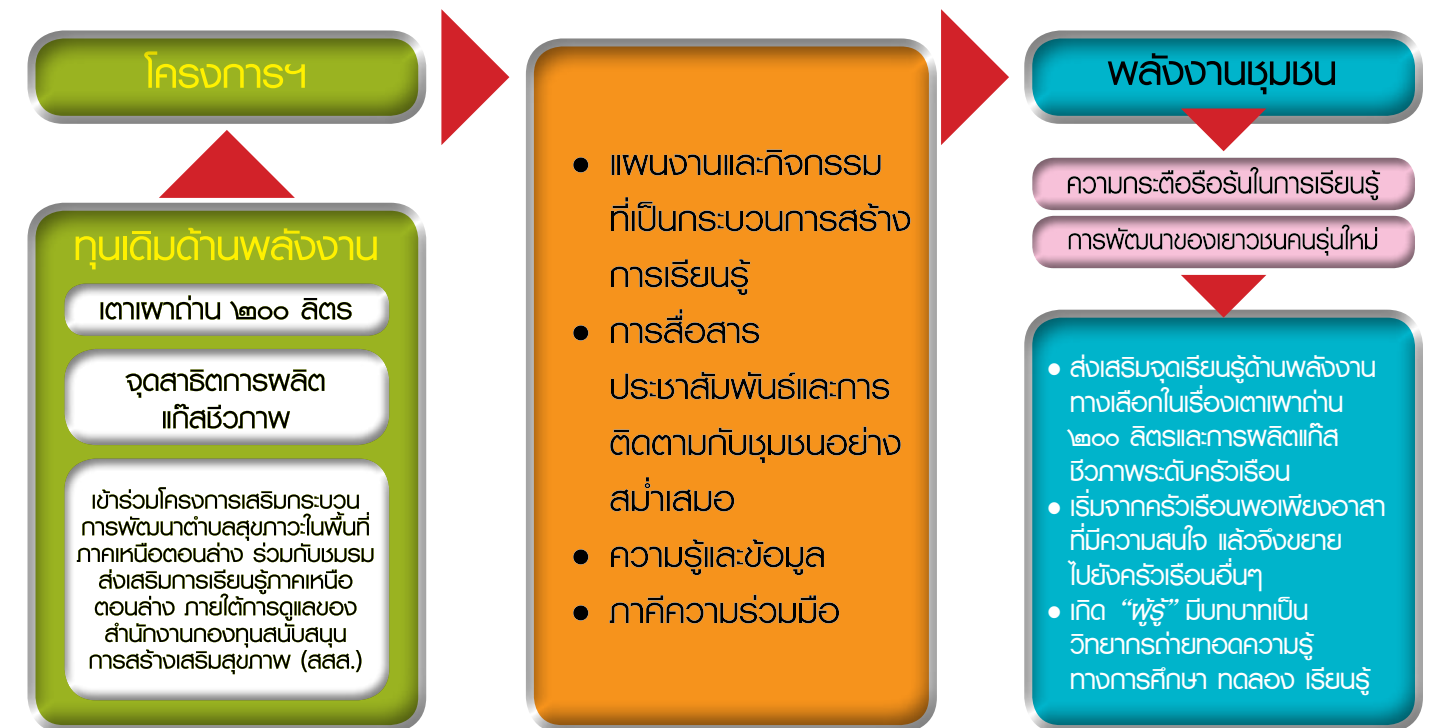 โครงการฯ
ทุนเดิมด้านพลังงาน
เตาเผาถ่าน ๒๐๐ ลิตร
จุดสาธิตการผลิต
แก๊สชีวภาพ
เข้าร่วมโครงการเสริมกระบวน
การพัฒนาตำบลสุขภาวะในพื้นที่
ภาคเหนือตอนล่าง ร่วมกับชมรม
ส่งเสริมการเรียนรู้ภาคเหนือ
ตอนล่าง ภายใต้การดูแลของ
สำนักงานกองทุนสนับสนุน
การสร้างเสริมสุขภาพ (สสส.)
● แผนงานและกิจกรรม
ที่เป็นกระบวนการสร้าง
การเรียนรู้
● การสื่อสาร
ประชาสัมพันธ์และการ
ติดตามกับชุมชนอย่าง
สม่ำเสมอ
● ความรู้และข้อมูล
● ภาคีความร่วมมือ
พลังงานชุมชน
ความกระตือรือร้นในการเรียนรู้
การพัฒนาของเยาวชนคนรุ่นใหม่
● ส่งเสริมจุดเรียนรู้ด้านพลังงาน
ทางเลือกในเรื่องเตาเผาถ่าน
๒๐๐ ลิตรและการผลิตแก๊ส
ชีวภาพระดับครัวเรือน
● เริ่มจากครัวเรือนพอเพียงอาสา
ที่มีความสนใจ แล้วจึงขยาย
ไปยังครัวเรือนอื่นๆ
● เกิด “ผู้รู้” มีบทบาทเป็น
วิทยากรถ่ายทอดความรู้
ทางการศึกษา ทดลอง เรียนรู้